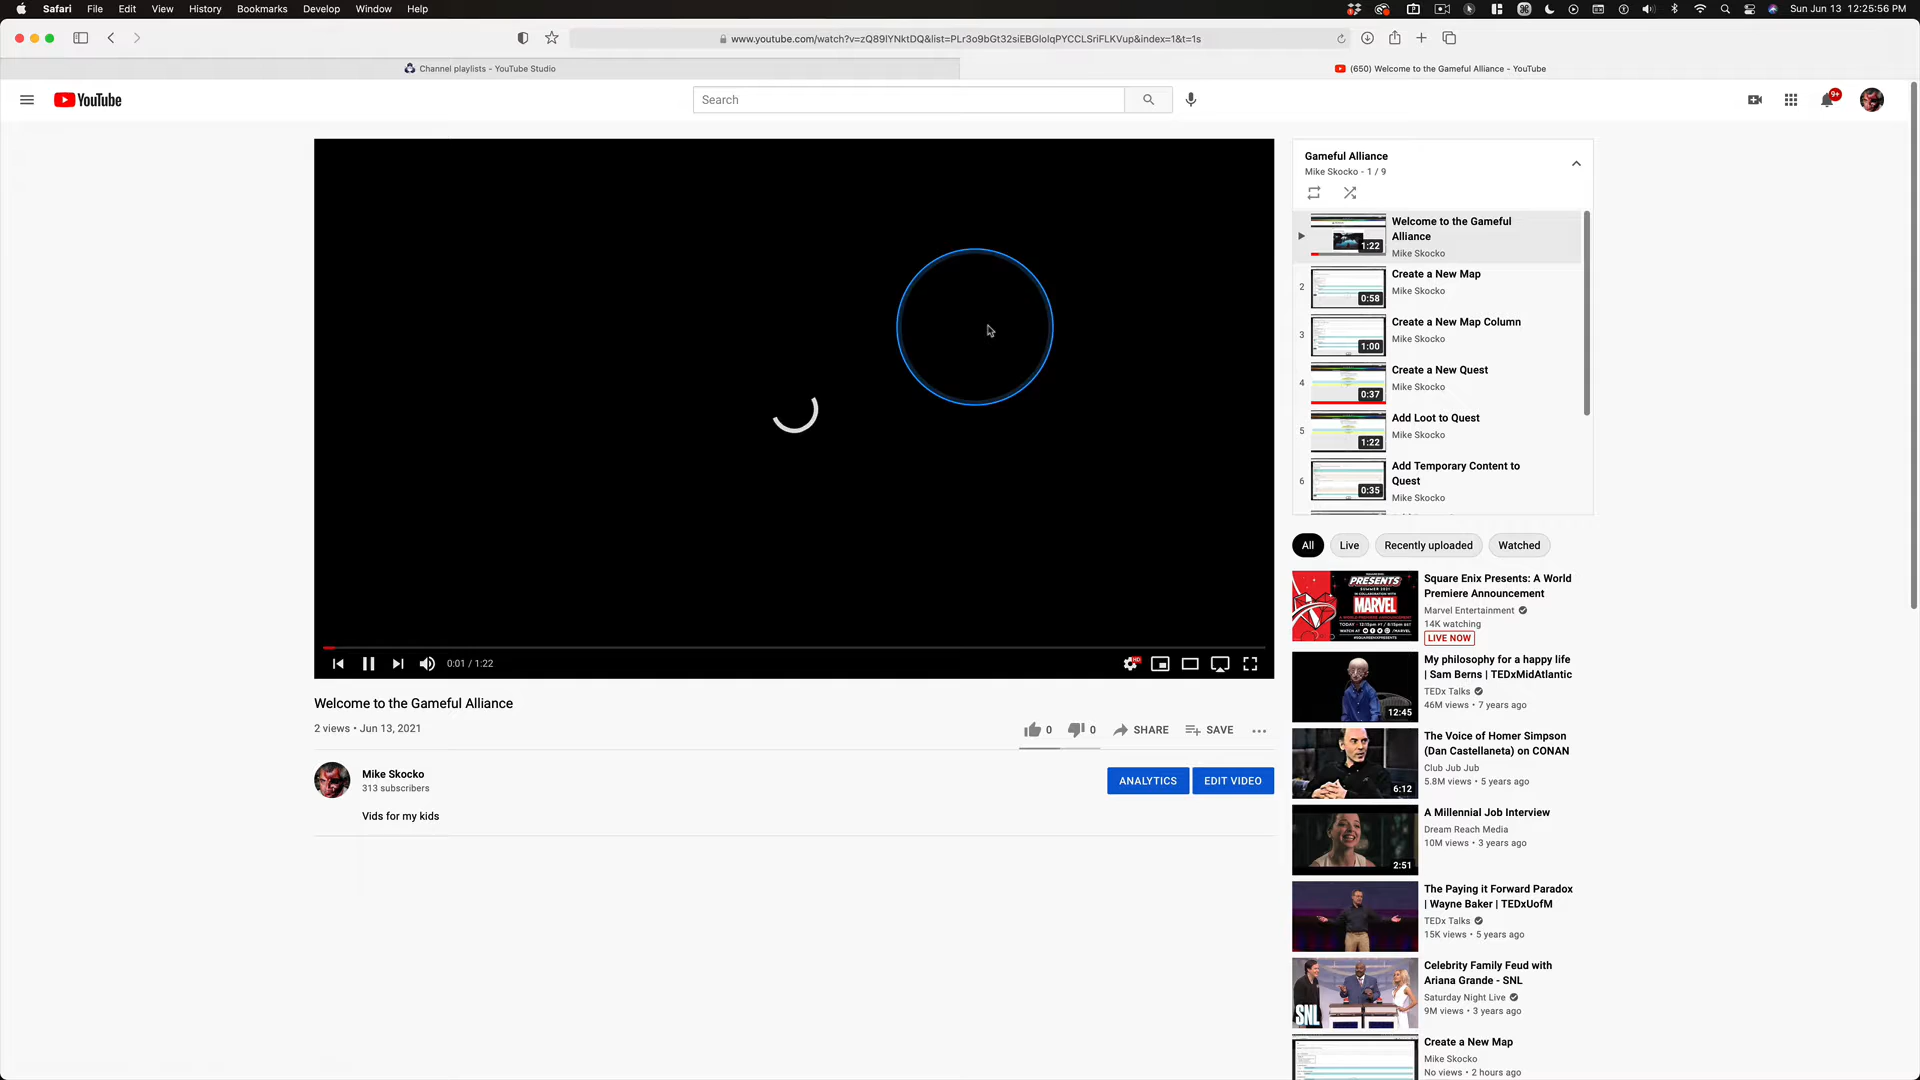 Safari File Edit View History Bookmarks Develop Window Help
Sun Jun 13 12:25:56 PM
www.youtube.com/watch?v=zQ89lYNktDQ&list=PLr3o9bGt32siEBGloIqPYCCLSriFLKVup&index=1&t=1s
Channel playlists - YouTube Studio
(650) Welcome to the Gameful Alliance - YouTube
YouTube
Search
9+
Gameful Alliance
Mike Skocko - 1 / 9
Welcome to the Gameful
Alliance
Mike Skocko
1:22
2
Create a New Map
Mike Skocko
0:58
3
Create a New Map Column
Mike Skocko
1:00
4
Create a New Quest
Mike Skocko
0:37
5
Add Loot to Quest
Mike Skocko
1:22
6
Add Temporary Content to
Quest
Mike Skocko
0:35
0:01 / 1:22
HD
Welcome to the Gameful Alliance
2 views • Jun 13, 2021
0
0
SHARE
SAVE
Mike Skocko
313 subscribers
ANALYTICS
EDIT VIDEO
Vids for my kids
All
Live
Recently uploaded
Watched
PRESENTS
SUMMER 2021
IN COLLABORATION WITH
MARVEL
Square Enix Presents: A World
Premiere Announcement
Marvel Entertainment
14K watching
LIVE NOW
My philosophy for a happy life
| Sam Berns | TEDxMidAtlantic
TEDx Talks
46M views • 7 years ago
12:45
The Voice of Homer Simpson
(Dan Castellaneta) on CONAN
Club Jub Jub
5.8M views • 5 years ago
6:12
A Millennial Job Interview
Dream Reach Media
10M views • 3 years ago
2:51
The Paying it Forward Paradox
| Wayne Baker | TEDxUofM
TEDx Talks
15K views • 5 years ago
Celebrity Family Feud with
Ariana Grande - SNL
Saturday Night Live
9M views • 3 years ago
SNL
Create a New Map
Mike Skocko
No views • 2 hours ago